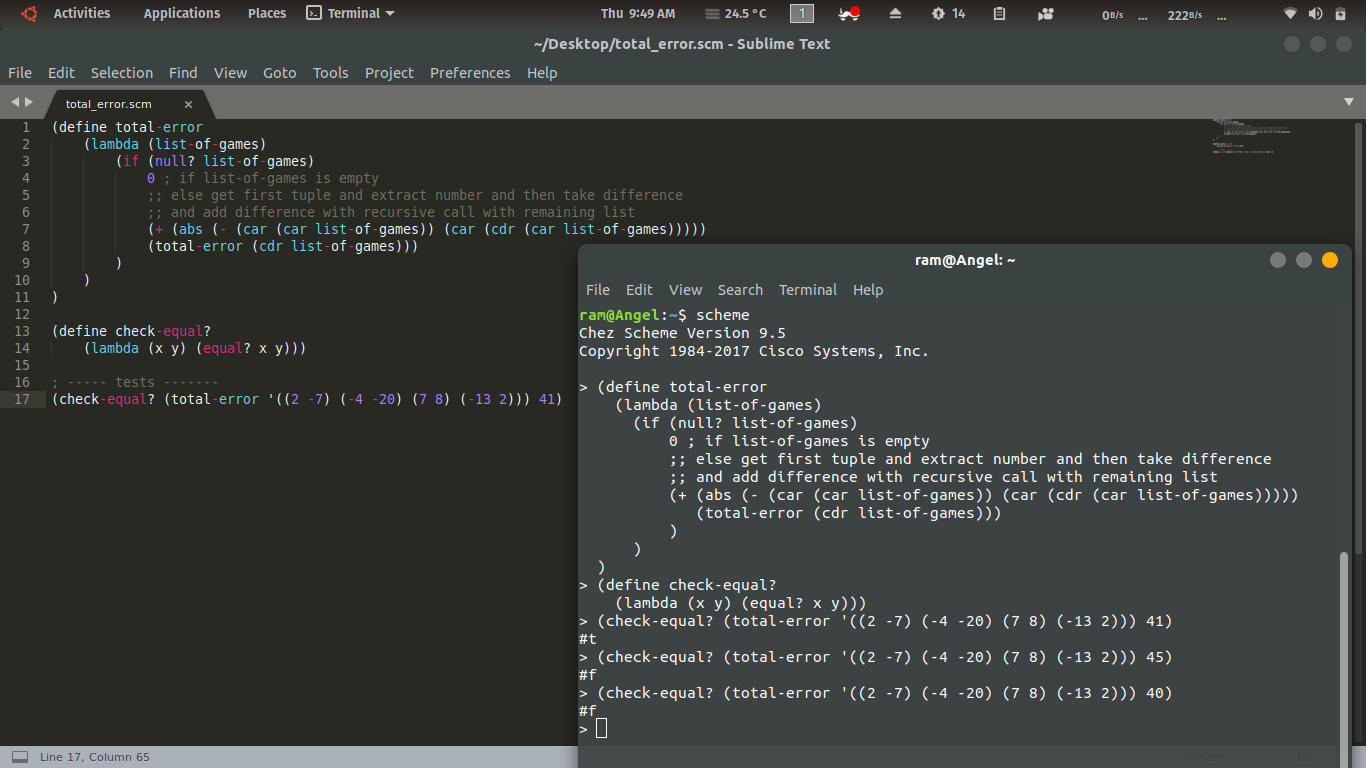 Activities Applications Places Terminal Thu 9:49 AM 24.5 °C 1 14 0B/s ... 222B/s ...
~/Desktop/total_error.scm - Sublime Text
File Edit Selection Find View Goto Tools Project Preferences Help
total_error.scm ×
1 (define total-error
2 (lambda (list-of-games)
3 (if (null? list-of-games)
4 0 ; if list-of-games is empty
5 ;; else get first tuple and extract number and then take difference
6 ;; and add difference with recursive call with remaining list
7 (+ (abs (- (car (car list-of-games)) (car (cdr (car list-of-games)))))
8 (total-error (cdr list-of-games)))
9 )
10 )
11 )
12
13 (define check-equal?
14 (lambda (x y) (equal? x y)))
15
16 ; ----- tests -------
17 (check-equal? (total-error '((2 -7) (-4 -20) (7 8) (-13 2))) 41)
Line 17, Column 65
ram@Angel: ~
File Edit View Search Terminal Help
ram@Angel:~$ scheme
Chez Scheme Version 9.5
Copyright 1984-2017 Cisco Systems, Inc.
> (define total-error
(lambda (list-of-games)
(if (null? list-of-games)
0 ; if list-of-games is empty
;; else get first tuple and extract number and then take difference
;; and add difference with recursive call with remaining list
(+ (abs (- (car (car list-of-games)) (car (cdr (car list-of-games)))))
(total-error (cdr list-of-games)))
)
)
)
> (define check-equal?
(lambda (x y) (equal? x y)))
> (check-equal? (total-error '((2 -7) (-4 -20) (7 8) (-13 2))) 41)
#t
> (check-equal? (total-error '((2 -7) (-4 -20) (7 8) (-13 2))) 45)
#f
> (check-equal? (total-error '((2 -7) (-4 -20) (7 8) (-13 2))) 40)
#f
>